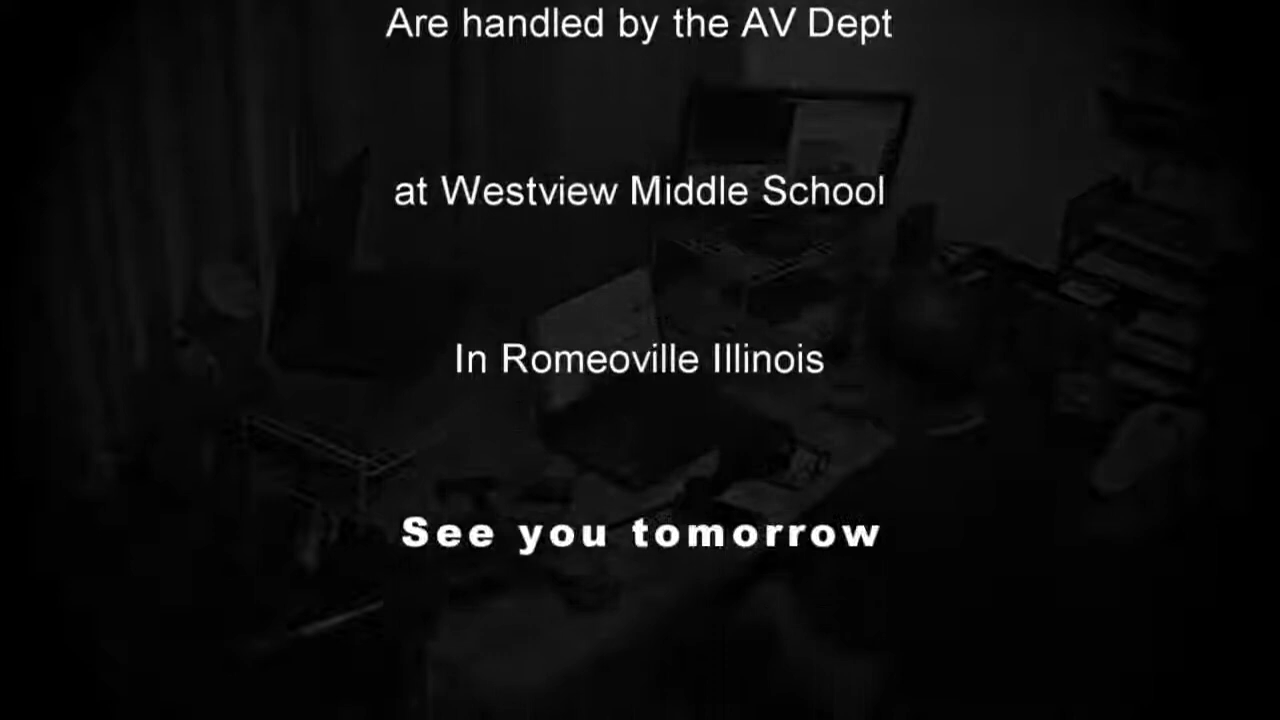 Are handled by the AV Dept
at Westview Middle School
In Romeoville Illinois
See you tomorrow